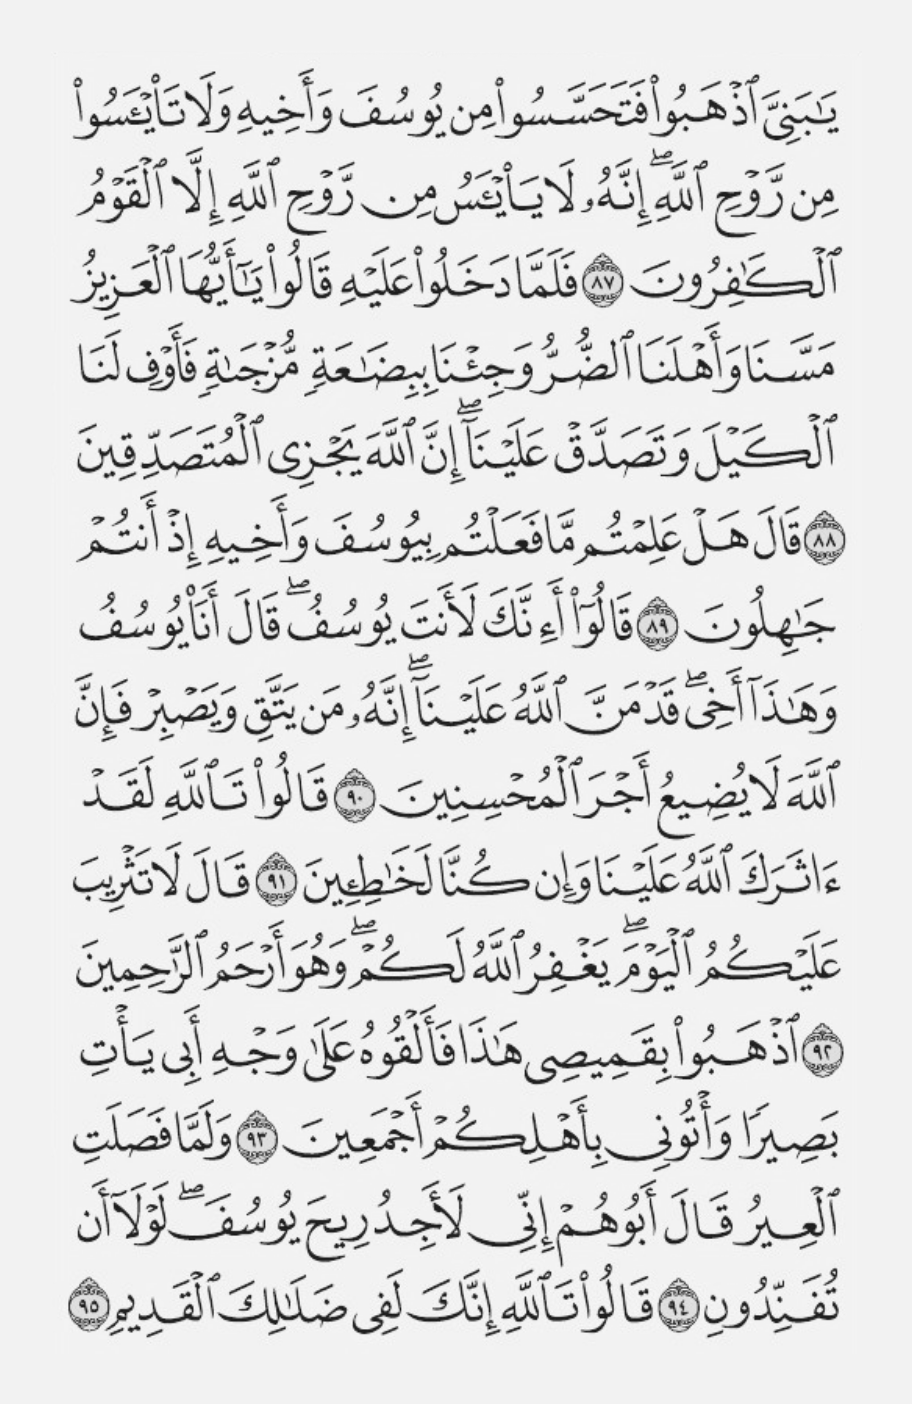 يَٰبَنِيَّ ٱذْهَبُوا۟ فَتَحَسَّسُوا۟ مِن يُوسُفَ وَأَخِيهِ وَلَا تَا۟يْـَٔسُوا۟
مِن رَّوْحِ ٱللَّهِ ۖ إِنَّهُۥ لَا يَا۟يْـَٔسُ مِن رَّوْحِ ٱللَّهِ إِلَّا ٱلْقَوْمُ
ٱلْكَٰفِرُونَ ٨٧ فَلَمَّا دَخَلُوا۟ عَلَيْهِ قَالُوا۟ يَٰٓأَيُّهَا ٱلْعَزِيزُ
مَسَّنَا وَأَهْلَنَا ٱلضُّرُّ وَجِئْنَا بِبِضَٰعَةٍ مُّزْجَىٰةٍ فَأَوْفِ لَنَا
ٱلْكَيْلَ وَتَصَدَّقْ عَلَيْنَآ ۖ إِنَّ ٱللَّهَ يَجْزِى ٱلْمُتَصَدِّقِينَ
٨٨ قَالَ هَلْ عَلِمْتُم مَّا فَعَلْتُم بِيُوسُفَ وَأَخِيهِ إِذْ أَنتُمْ
جَٰهِلُونَ ٨٩ قَالُوٓا۟ أَءِنَّكَ لَأَنتَ يُوسُفُ ۖ قَالَ أَنَا۠ يُوسُفُ
وَهَٰذَآ أَخِى ۖ قَدْ مَنَّ ٱللَّهُ عَلَيْنَآ ۖ إِنَّهُۥ مَن يَتَّقِ وَيَصْبِرْ فَإِنَّ
ٱللَّهَ لَا يُضِيعُ أَجْرَ ٱلْمُحْسِنِينَ ٩٠ قَالُوا۟ تَٱللَّهِ لَقَدْ
ءَاثَرَكَ ٱللَّهُ عَلَيْنَا وَإِن كُنَّا لَخَٰطِـِٔينَ ٩١ قَالَ لَا تَثْرِيبَ
عَلَيْكُمُ ٱلْيَوْمَ ۖ يَغْفِرُ ٱللَّهُ لَكُمْ ۖ وَهُوَ أَرْحَمُ ٱلرَّٰحِمِينَ
٩٢ ٱذْهَبُوا۟ بِقَمِيصِى هَٰذَا فَأَلْقُوهُ عَلَىٰ وَجْهِ أَبِى يَأْتِ
بَصِيرًا وَأْتُونِى بِأَهْلِكُمْ أَجْمَعِينَ ٩٣ وَلَمَّا فَصَلَتِ
ٱلْعِيرُ قَالَ أَبُوهُمْ إِنِّى لَأَجِدُ رِيحَ يُوسُفَ ۖ لَوْلَآ أَن
تُفَنِّدُونِ ٩٤ قَالُوا۟ تَٱللَّهِ إِنَّكَ لَفِى ضَلَٰلِكَ ٱلْقَدِيمِ ٩٥